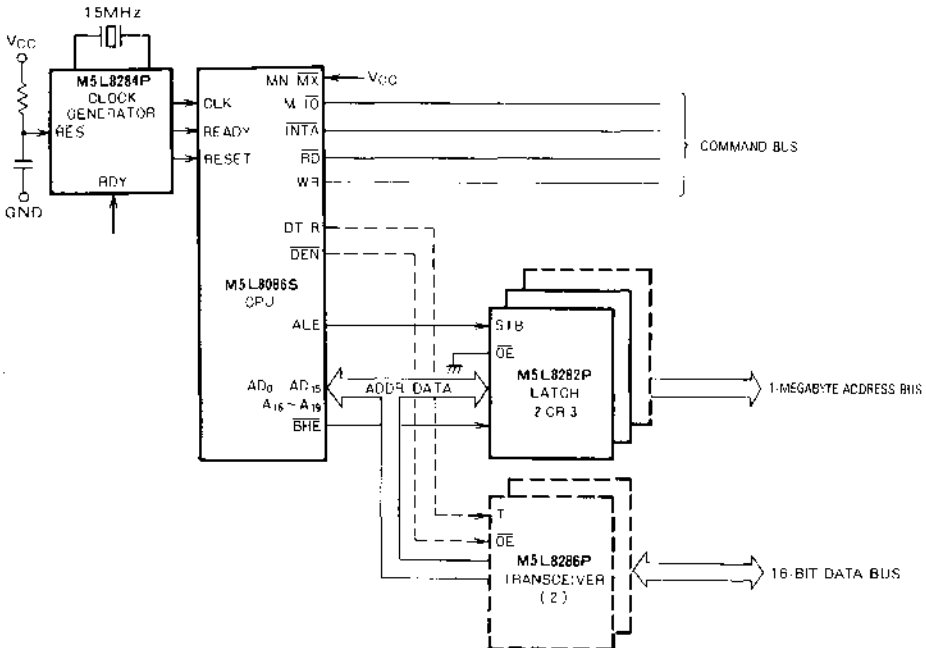 15MHz
VCC
M5L8284P
CLOCK
GENERATOR
RES
RDY
GND
CLK
READY
RESET
M5L8086S
CPU
MN MX
VCC
M IO
INTA
RD
WR
COMMAND BUS
DT R
DEN
ALE
AD0 AD15
A16~A19
BHE
ADDR DATA
STB
OE
M5L8282P
LATCH
2 OR 3
1-MEGABYTE ADDRESS BUS
T
OE
M5L8286P
TRANSCEIVER
(2)
16-BIT DATA BUS